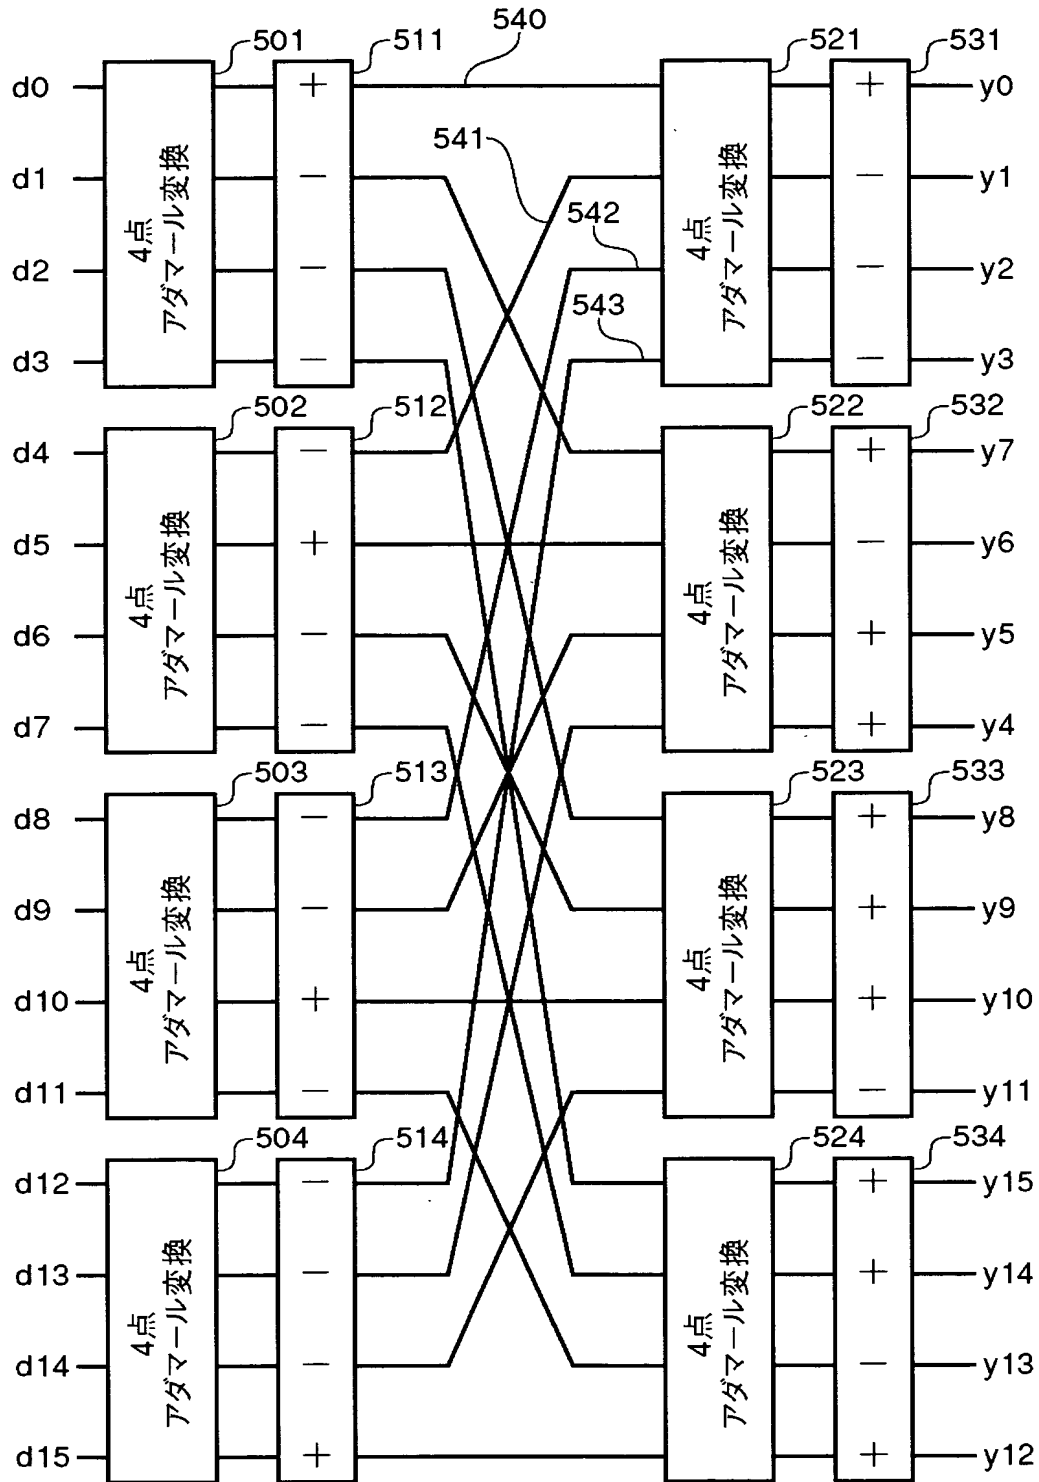 540
501 511 521 531
d0 + + y0
541
d1 − − y1
542
d2 − − y2
543
d3 − − y3
4点
アダマール変換
4点
アダマール変換
502 512 522 532
d4 − + y7
d5 + − y6
d6 − + y5
d7 − + y4
4点
アダマール変換
4点
アダマール変換
503 513 523 533
d8 − + y8
d9 − + y9
d10 + + y10
d11 − − y11
4点
アダマール変換
4点
アダマール変換
504 514 524 534
d12 − + y15
d13 − + y14
d14 − − y13
d15 + + y12
4点
アダマール変換
4点
アダマール変換